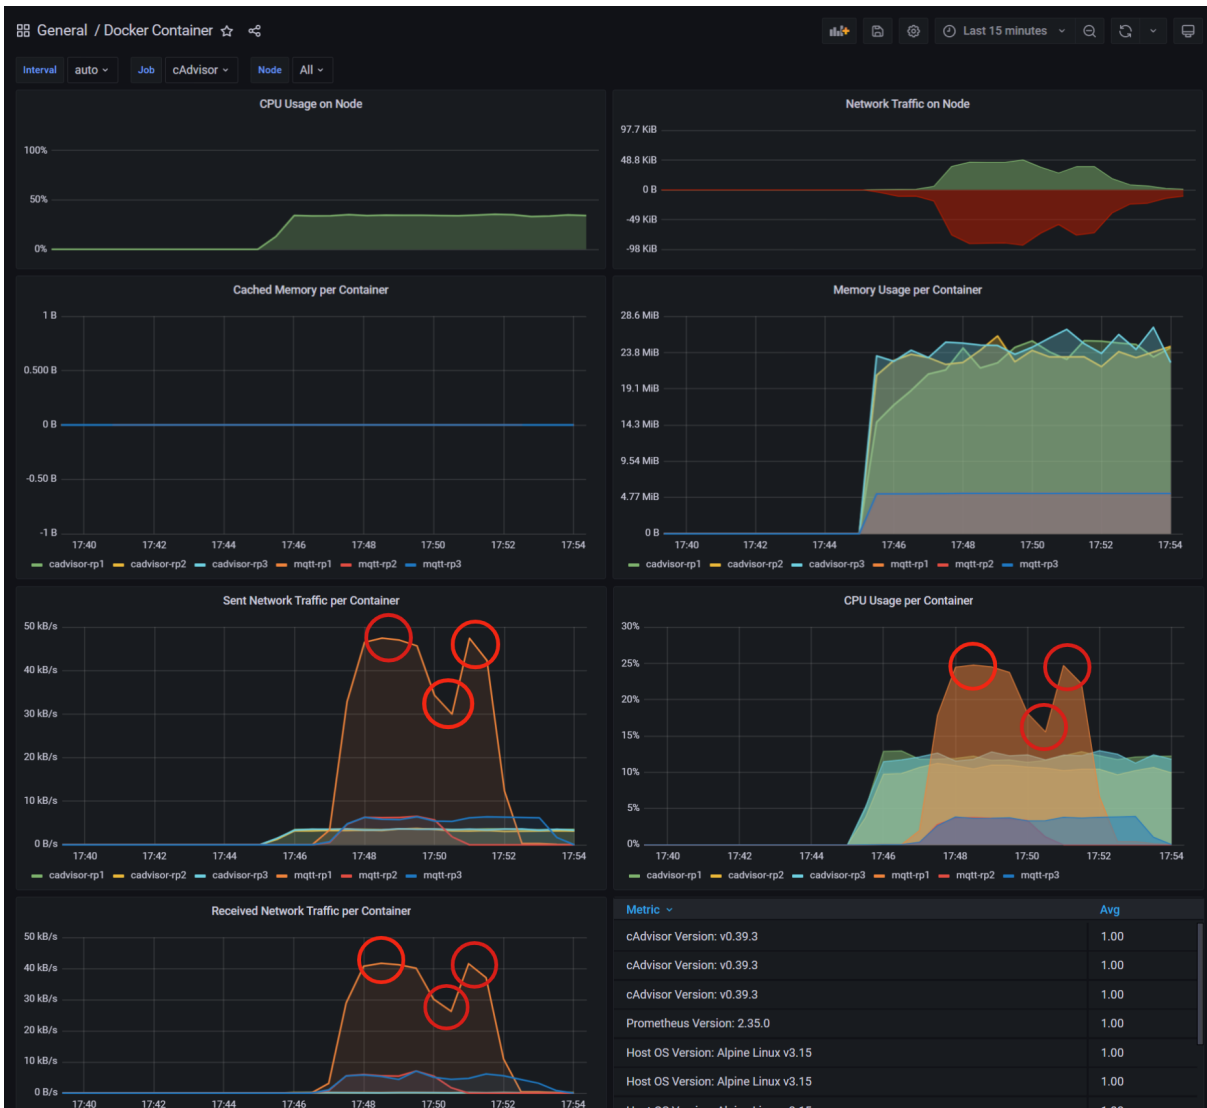 General / Docker Container
Last 15 minutes
Interval auto Job cAdvisor Node All
CPU Usage on Node
100%
50%
0%
Network Traffic on Node
97.7 KiB
48.8 KiB
0 B
-49 KiB
-98 KiB
Cached Memory per Container
1 B
0.500 B
0 B
-0.50 B
-1 B
17:40 17:42 17:44 17:46 17:48 17:50 17:52 17:54
cadvisor-rp1 cadvisor-rp2 cadvisor-rp3 mqtt-rp1 mqtt-rp2 mqtt-rp3
Memory Usage per Container
28.6 MiB
23.8 MiB
19.1 MiB
14.3 MiB
9.54 MiB
4.77 MiB
0 B
17:40 17:42 17:44 17:46 17:48 17:50 17:52 17:54
cadvisor-rp1 cadvisor-rp2 cadvisor-rp3 mqtt-rp1 mqtt-rp2 mqtt-rp3
Sent Network Traffic per Container
50 kB/s
40 kB/s
30 kB/s
20 kB/s
10 kB/s
0 B/s
17:40 17:42 17:44 17:46 17:48 17:50 17:52 17:54
cadvisor-rp1 cadvisor-rp2 cadvisor-rp3 mqtt-rp1 mqtt-rp2 mqtt-rp3
CPU Usage per Container
30%
25%
20%
15%
10%
5%
0%
17:40 17:42 17:44 17:46 17:48 17:50 17:52 17:54
cadvisor-rp1 cadvisor-rp2 cadvisor-rp3 mqtt-rp1 mqtt-rp2 mqtt-rp3
Received Network Traffic per Container
50 kB/s
40 kB/s
30 kB/s
20 kB/s
10 kB/s
0 B/s
17:40 17:42 17:44 17:46 17:48 17:50 17:52 17:54
Metric Avg
cAdvisor Version: v0.39.3 1.00
cAdvisor Version: v0.39.3 1.00
cAdvisor Version: v0.39.3 1.00
Prometheus Version: 2.35.0 1.00
Host OS Version: Alpine Linux v3.15 1.00
Host OS Version: Alpine Linux v3.15 1.00